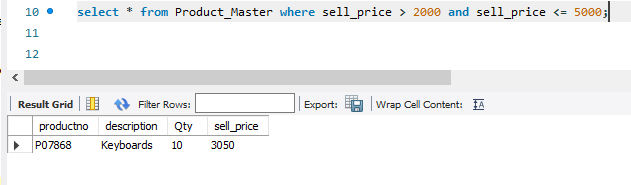 10 select * from Product_Master where sell_price > 2000 and sell_price <= 5000;
11
12
Result Grid Filter Rows: Export: Wrap Cell Content: IA
productno description Qty sell_price
P07868 Keyboards 10 3050